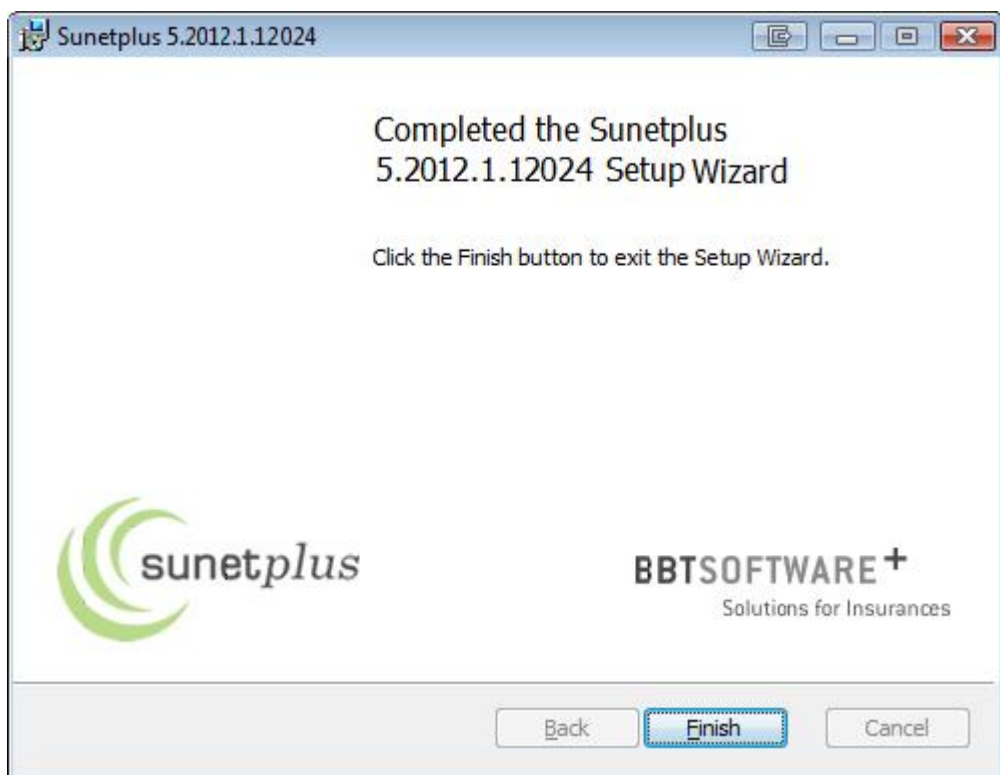 Sunetplus 5.2012.1.12024
Completed the Sunetplus
5.2012.1.12024 Setup Wizard
Click the Finish button to exit the Setup Wizard.
sunetplus
BBTSOFTWARE+
Solutions for Insurances
Back
Finish
Cancel